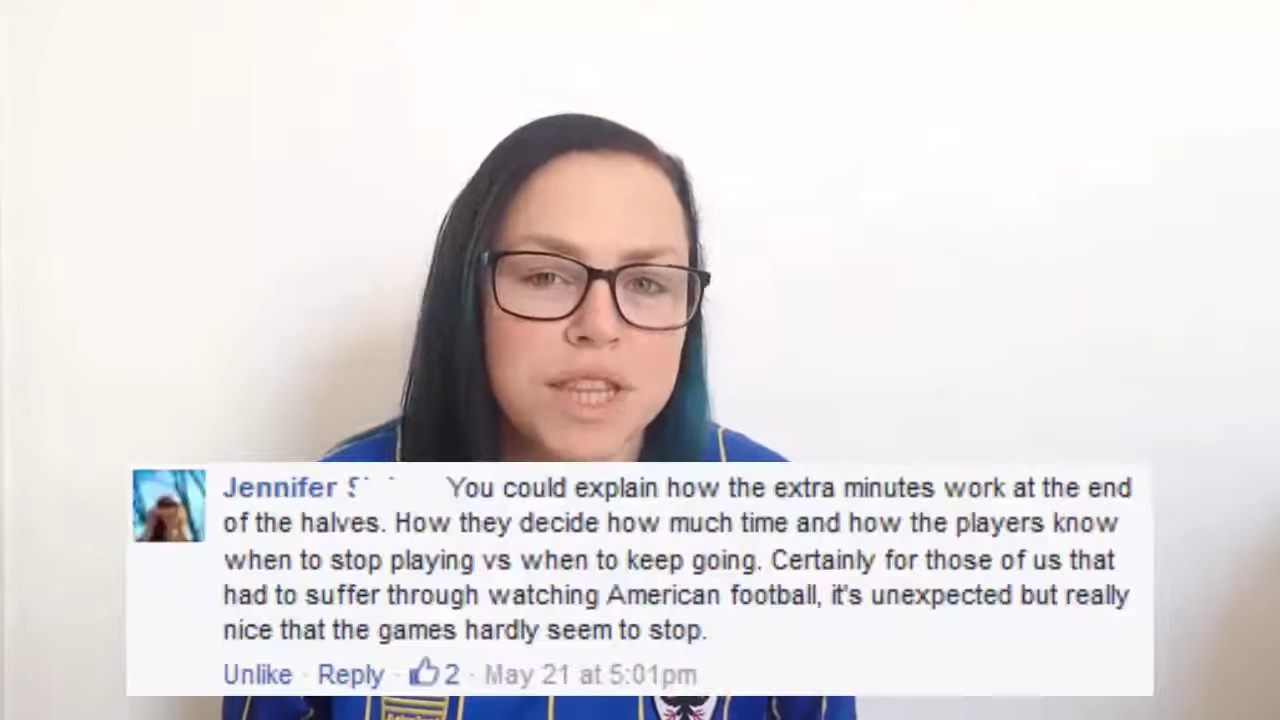 Jennifer You could explain how the extra minutes work at the end
of the halves. How they decide how much time and how the players know
when to stop playing vs when to keep going. Certainly for those of us that
had to suffer through watching American football, it's unexpected but really
nice that the games hardly seem to stop.
Unlike · Reply · 2 · May 21 at 5:01pm